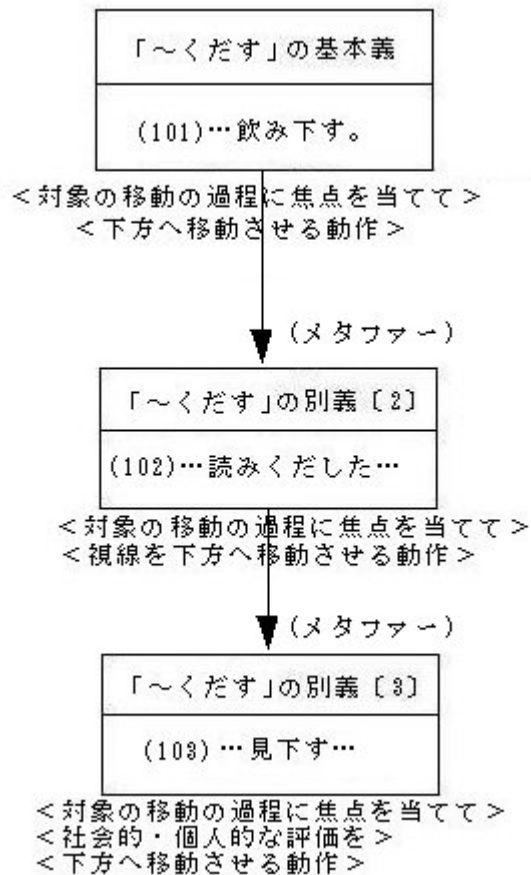 「～くだす」の基本義
(101)…飲み下す。
＜対象の移動の過程に焦点を当てて＞
＜下方へ移動させる動作＞
(メタファー)
「～くだす」の別義〔2〕
(102)…読みくだした…
＜対象の移動の過程に焦点を当てて＞
＜視線を下方へ移動させる動作＞
(メタファー)
「～くだす」の別義〔3〕
(103)…見下す…
＜対象の移動の過程に焦点を当てて＞
＜社会的・個人的な評価を＞
＜下方へ移動させる動作＞